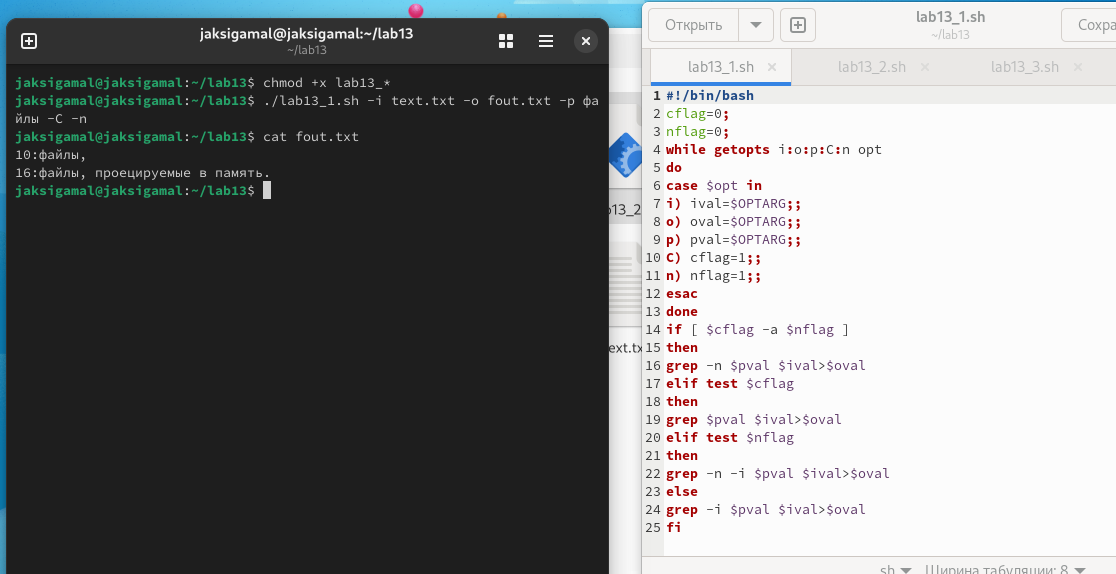 jaksigamal@jaksigamal:~/lab13
~/lab13
jaksigamal@jaksigamal:~/lab13$ chmod +x lab13_*
jaksigamal@jaksigamal:~/lab13$ ./lab13_1.sh -i text.txt -o fout.txt -p фа
йлы -C -n
jaksigamal@jaksigamal:~/lab13$ cat fout.txt
10:файлы,
16:файлы, проецируемые в память.
jaksigamal@jaksigamal:~/lab13$
b13_2
ext.tx
Открыть
lab13_1.sh
~/lab13
Сохра
lab13_1.sh × lab13_2.sh × lab13_3.sh ×
1 #!/bin/bash
2 cflag=0;
3 nflag=0;
4 while getopts i:o:p:C:n opt
5 do
6 case $opt in
7 i) ival=$OPTARG;;
8 o) oval=$OPTARG;;
9 p) pval=$OPTARG;;
10 C) cflag=1;;
11 n) nflag=1;;
12 esac
13 done
14 if [ $cflag -a $nflag ]
15 then
16 grep -n $pval $ival>$oval
17 elif test $cflag
18 then
19 grep $pval $ival>$oval
20 elif test $nflag
21 then
22 grep -n -i $pval $ival>$oval
23 else
24 grep -i $pval $ival>$oval
25 fi
sh Ширина табуляции: 8